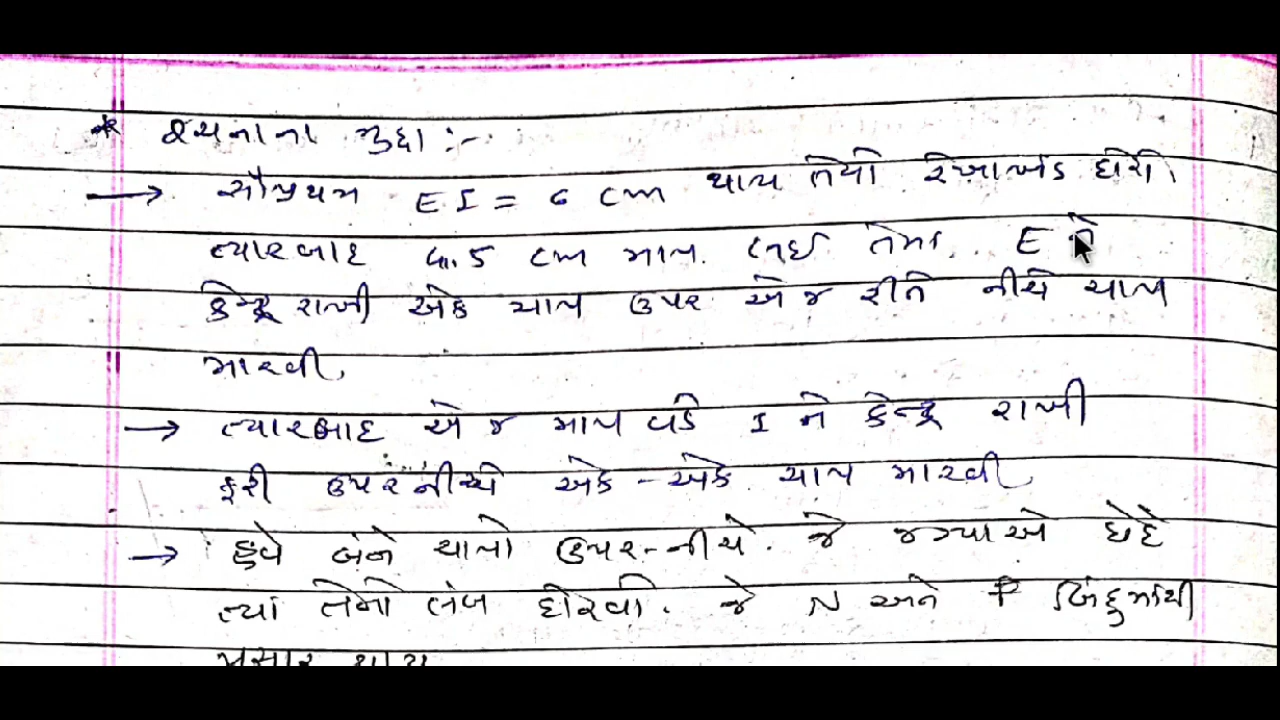 * રચનાના મુદ્દા :-
→ સૌપ્રથમ EI = 6 cm થાય તેવો રેખાખંડ દોરો.
ત્યારબાદ 4.5 cm માપ લઈ તેમાં E ને
કેન્દ્ર રાખી એક ચાપ ઉપર એ જ રીતે નીચે ચાપ
મારવી.
→ ત્યારબાદ એ જ માપ વડે I ને કેન્દ્ર રાખી
ફરી ઉપર નીચે એક - એક ચાપ મારવી.
→ હવે બંને ચાપો ઉપર-નીચે જે જગ્યાએ છેદે
ત્યાં તેનો લંબ દોરવો. જે N અને P બિંદુમાંથી
પસાર થાય